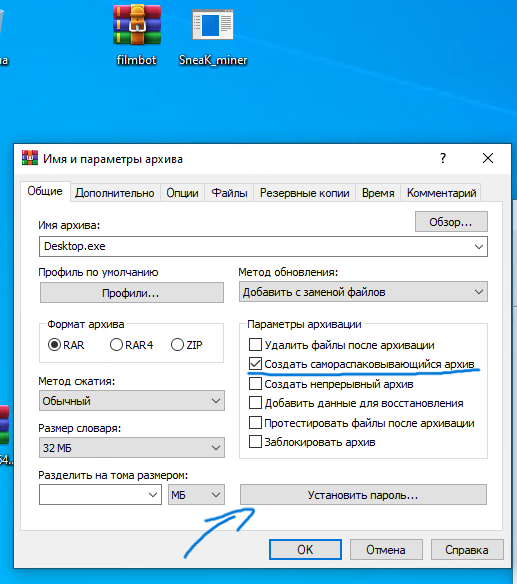 ua
filmbot
SneaK_miner
Имя и параметры архива
Общие
Дополнительно
Опции
Файлы
Резервные копии
Время
Комментарий
Имя архива:
Обзор...
Desktop.exe
Профиль по умолчанию
Профили...
Метод обновления:
Добавить с заменой файлов
Формат архива
RAR
RAR4
ZIP
Параметры архивации
Удалить файлы после архивации
Создать самораспаковывающийся архив
Создать непрерывный архив
Добавить данные для восстановления
Протестировать файлы после архивации
Заблокировать архив
Метод сжатия:
Обычный
Размер словаря:
32 МБ
64...
Разделить на тома размером:
МБ
Установить пароль...
ОК
Отмена
Справка